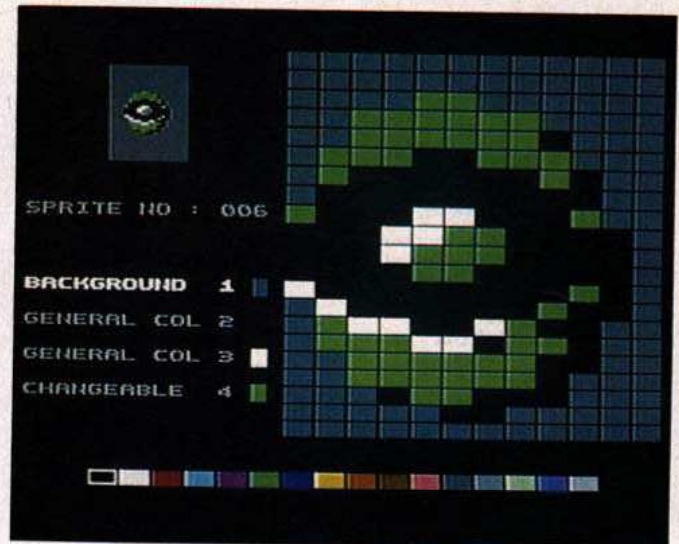 SPRITE NO : 006
BACKGROUND 1
GENERAL COL 2
GENERAL COL 3
CHANGEABLE 4